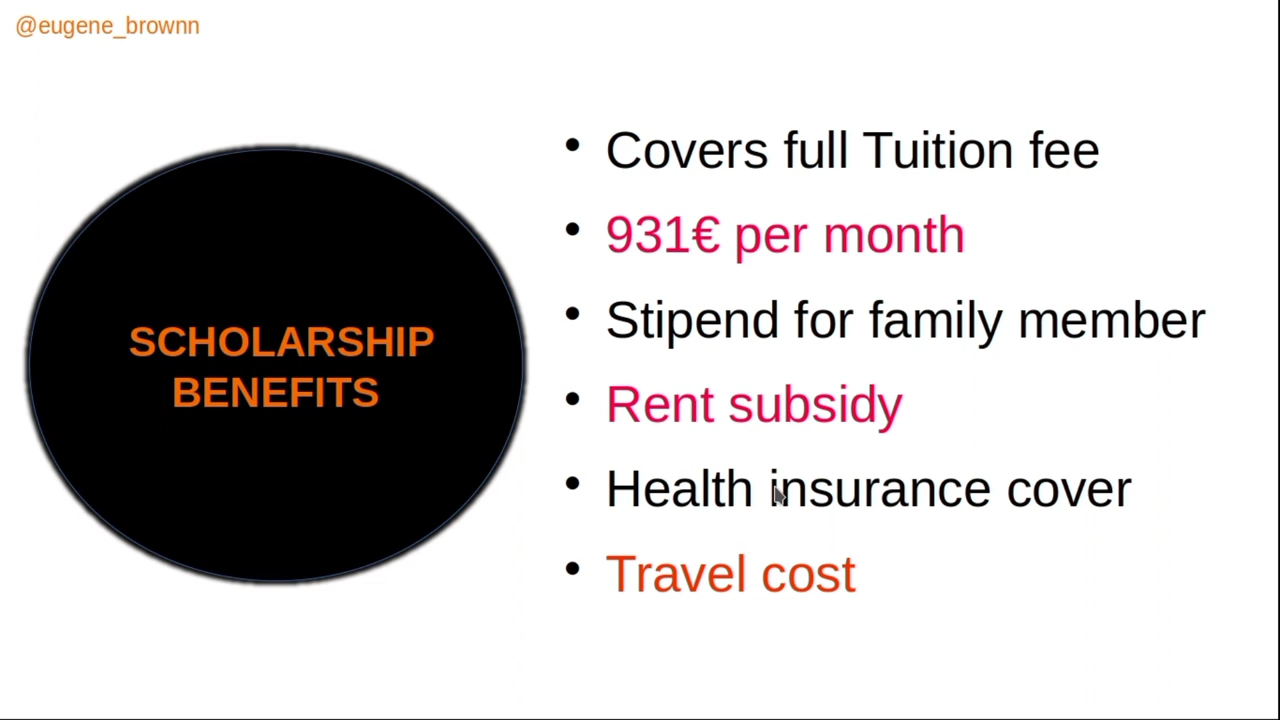 @eugene_brownn
SCHOLARSHIP
BENEFITS
• Covers full Tuition fee
• 931€ per month
• Stipend for family member
• Rent subsidy
• Health insurance cover
• Travel cost